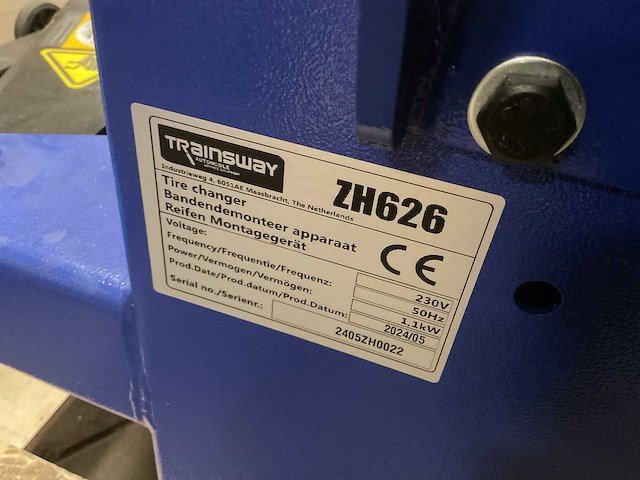 TRAINSWAY
AUTOMOBILE
Industrieweg 4, 6051AE Maasbracht, The Netherlands
ZH626
Tire changer
Bandendemonteer apparaat
Reifen Montagegerät
CE
Voltage: 230V
Frequency/Frequentie/Frequenz: 50Hz
Power/Vermogen/Vermögen: 1.1kW
Prod.Date/Prod.datum/Prod.Datum: 2024/05
Serial no./Serienr.: 2405ZH0022